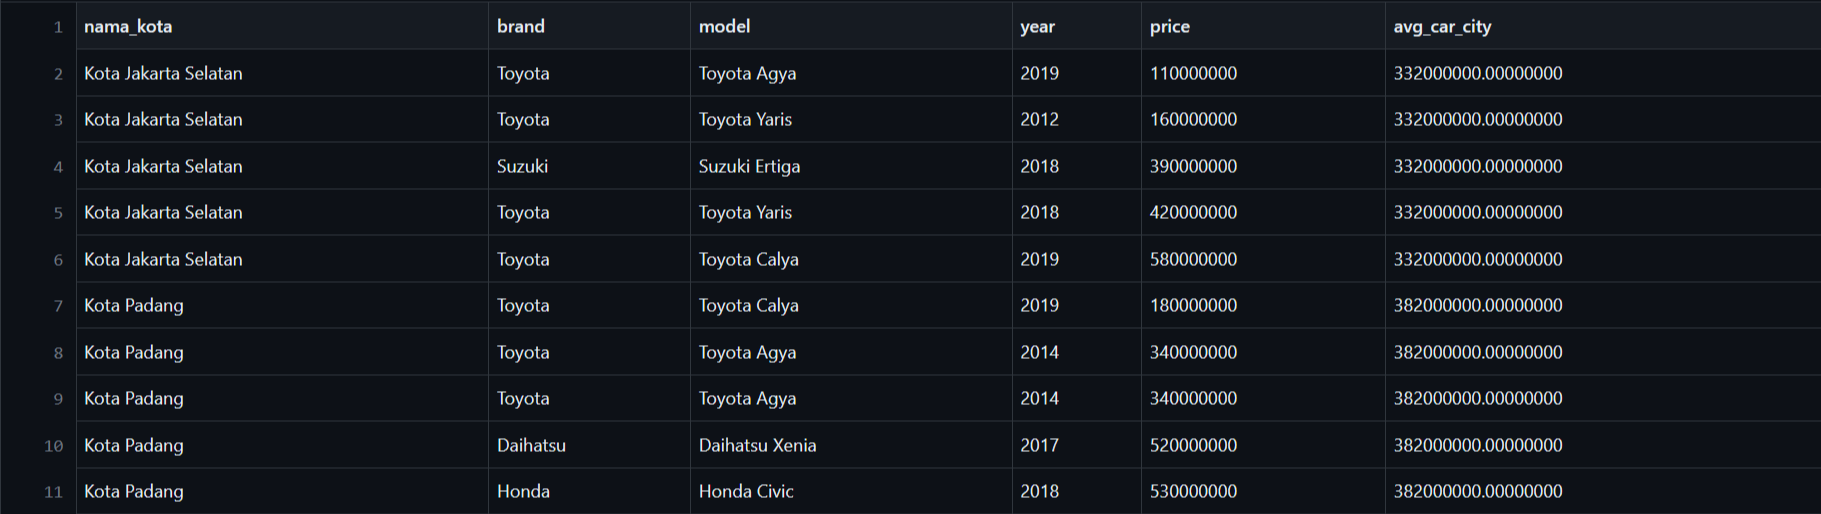 1 nama_kota brand model year price avg_car_city
2 Kota Jakarta Selatan Toyota Toyota Agya 2019 110000000 332000000.00000000
3 Kota Jakarta Selatan Toyota Toyota Yaris 2012 160000000 332000000.00000000
4 Kota Jakarta Selatan Suzuki Suzuki Ertiga 2018 390000000 332000000.00000000
5 Kota Jakarta Selatan Toyota Toyota Yaris 2018 420000000 332000000.00000000
6 Kota Jakarta Selatan Toyota Toyota Calya 2019 580000000 332000000.00000000
7 Kota Padang Toyota Toyota Calya 2019 180000000 382000000.00000000
8 Kota Padang Toyota Toyota Agya 2014 340000000 382000000.00000000
9 Kota Padang Toyota Toyota Agya 2014 340000000 382000000.00000000
10 Kota Padang Daihatsu Daihatsu Xenia 2017 520000000 382000000.00000000
11 Kota Padang Honda Honda Civic 2018 530000000 382000000.00000000